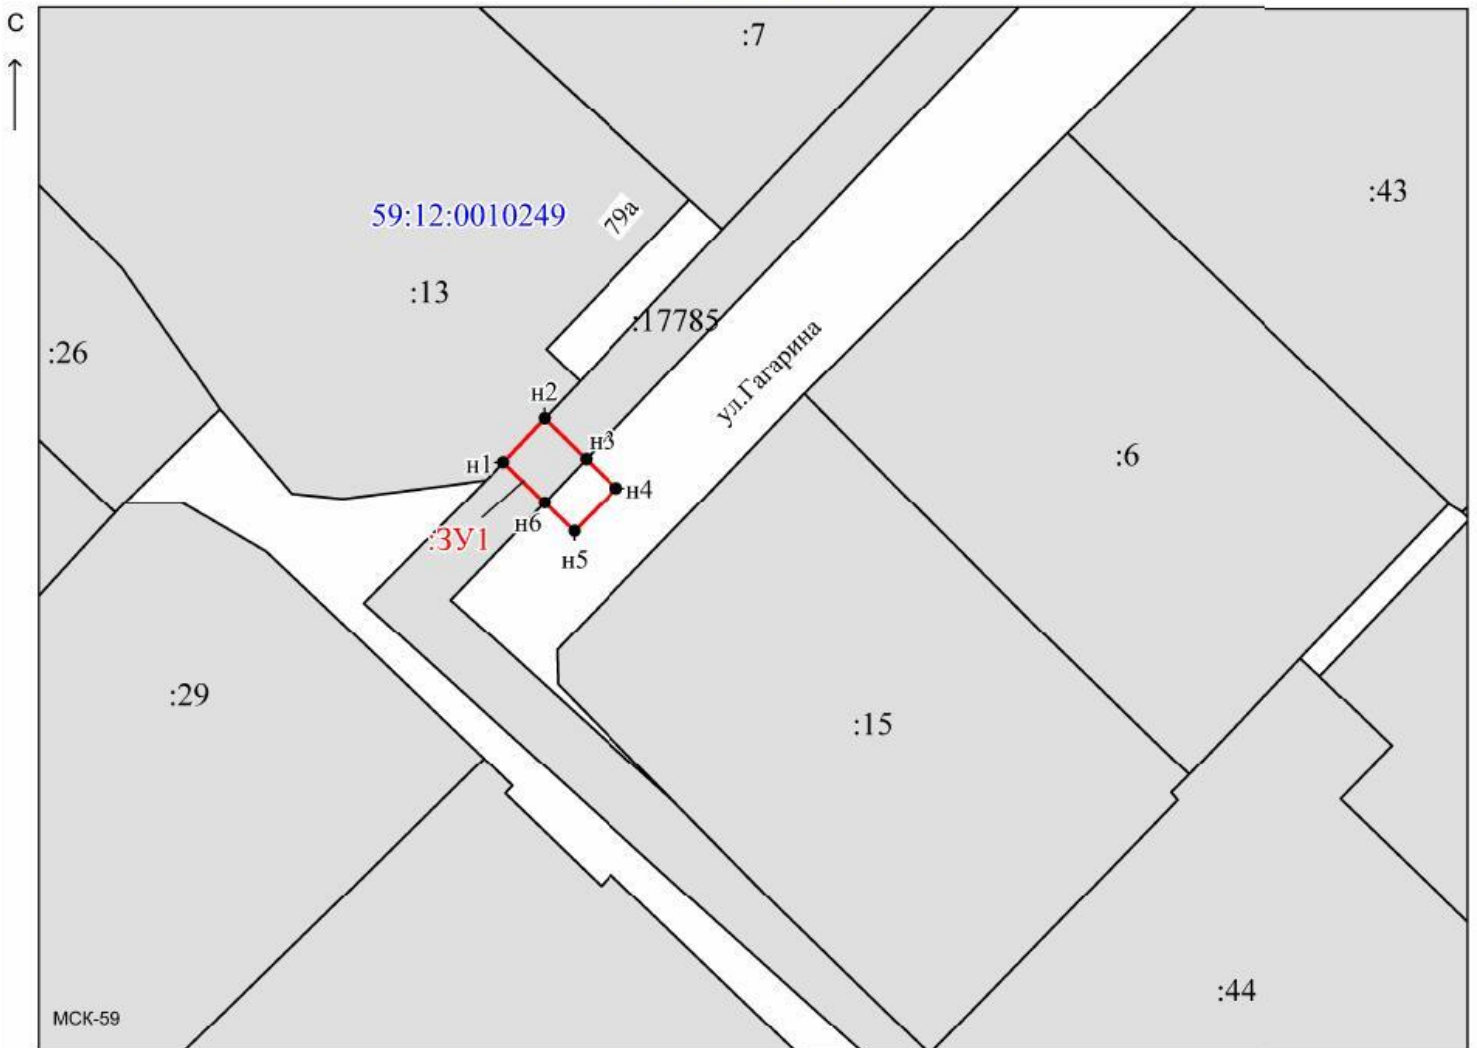 С
:7
:43
59:12:0010249
79а
:13
:17785
:26
ул.Гагарина
н2
н3
:6
н1
н4
н6
:ЗУ1
н5
:29
:15
:44
МСК-59